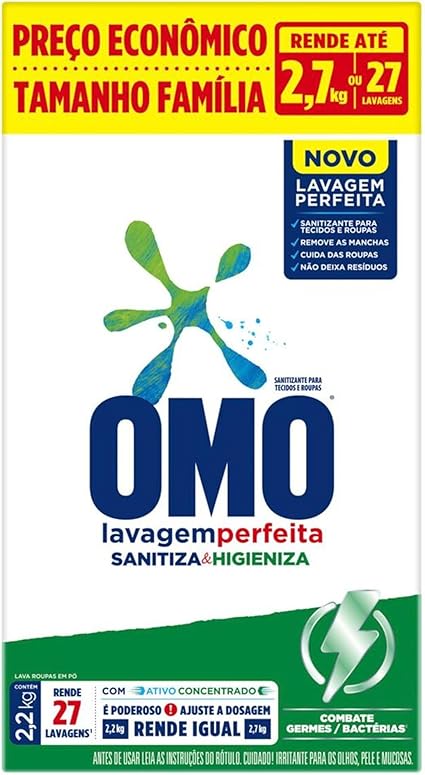 PREÇO ECONÔMICO
TAMANHO FAMÍLIA
RENDE ATÉ
2,7kg OU 27 LAVAGENS
NOVO
LAVAGEM
PERFEITA
✓SANITIZANTE PARA
TECIDOS E ROUPAS
✓REMOVE AS MANCHAS
✓CUIDA DAS ROUPAS
✓NÃO DEIXA RESÍDUOS
SANITIZANTE PARA
TECIDOS E ROUPAS
OMO®
lavagemperfeita
SANITIZA&HIGIENIZA
LAVA ROUPAS EM PÓ
CONTÉM
2,2kg
RENDE
27
LAVAGENS¹
COM ATIVO CONCENTRADO
É PODEROSO ! AJUSTE A DOSAGEM
2,2kg RENDE IGUAL 2,7kg
COMBATE
GERMES / BACTÉRIAS
ANTES DE USAR LEIA AS INSTRUÇÕES DO RÓTULO. CUIDADO! IRRITANTE PARA OS OLHOS, PELE E MUCOSAS.